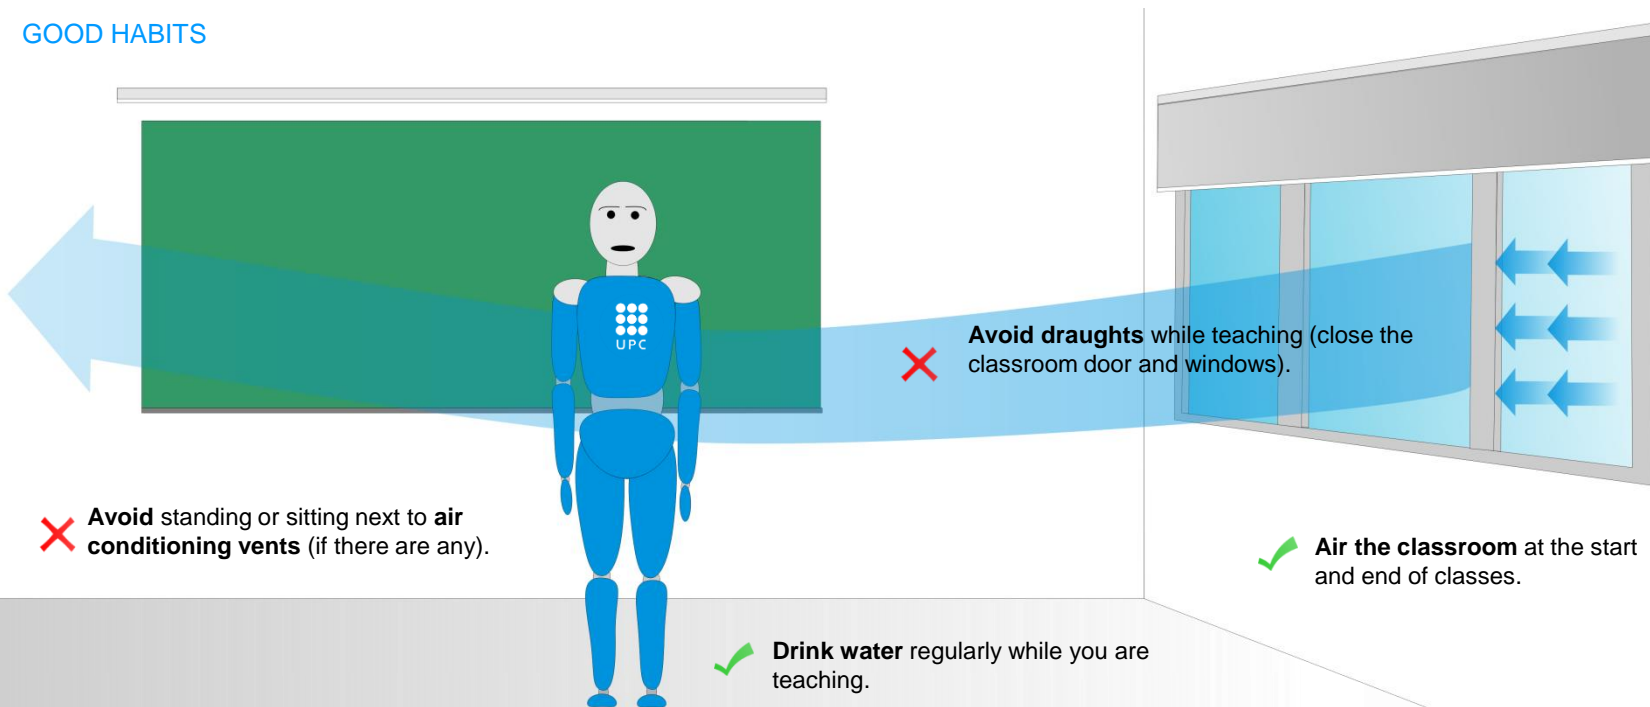 GOOD HABITS
UPC
Avoid draughts while teaching (close the
classroom door and windows).
Avoid standing or sitting next to air
conditioning vents (if there are any).
Air the classroom at the start
and end of classes.
Drink water regularly while you are
teaching.